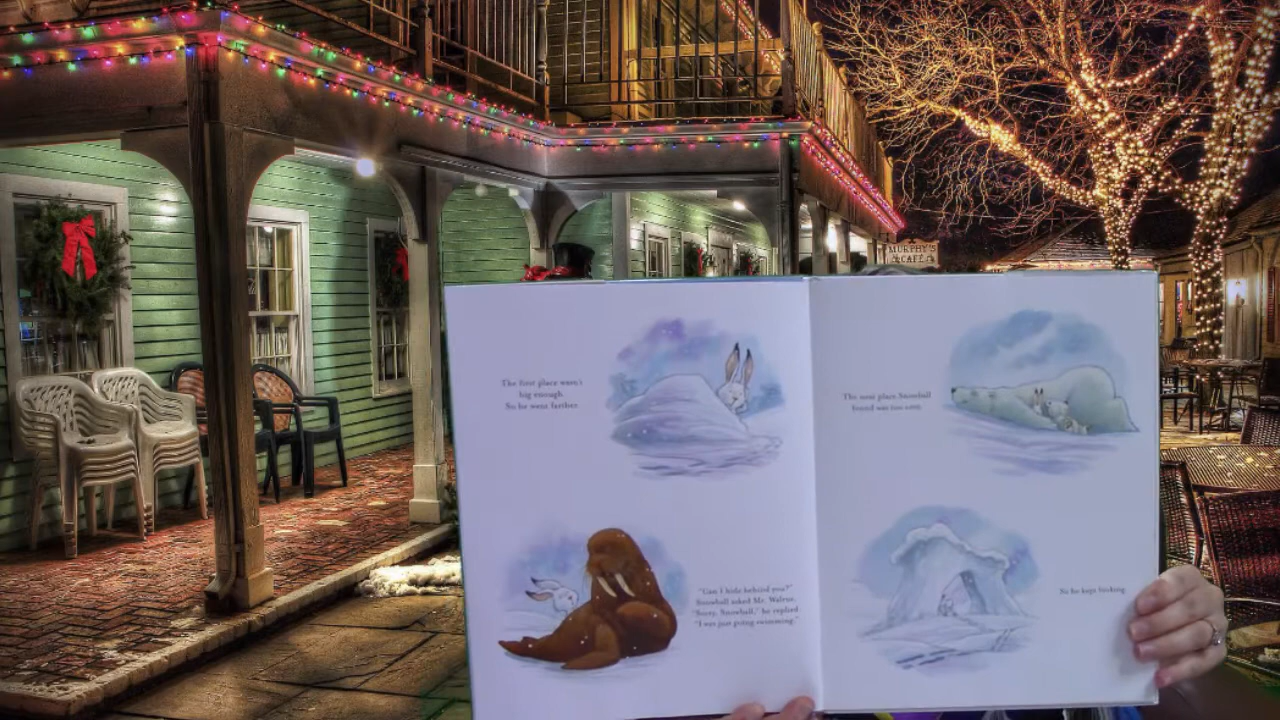 MURPHY'S
CAFÉ
The first place wasn't
big enough.
So he went farther.
"Can I hide behind you?"
Snowball asked Mr. Walrus.
"Sorry, Snowball," he replied
"I was just going swimming."
The next place Snowball
found was too
So he kept looking.